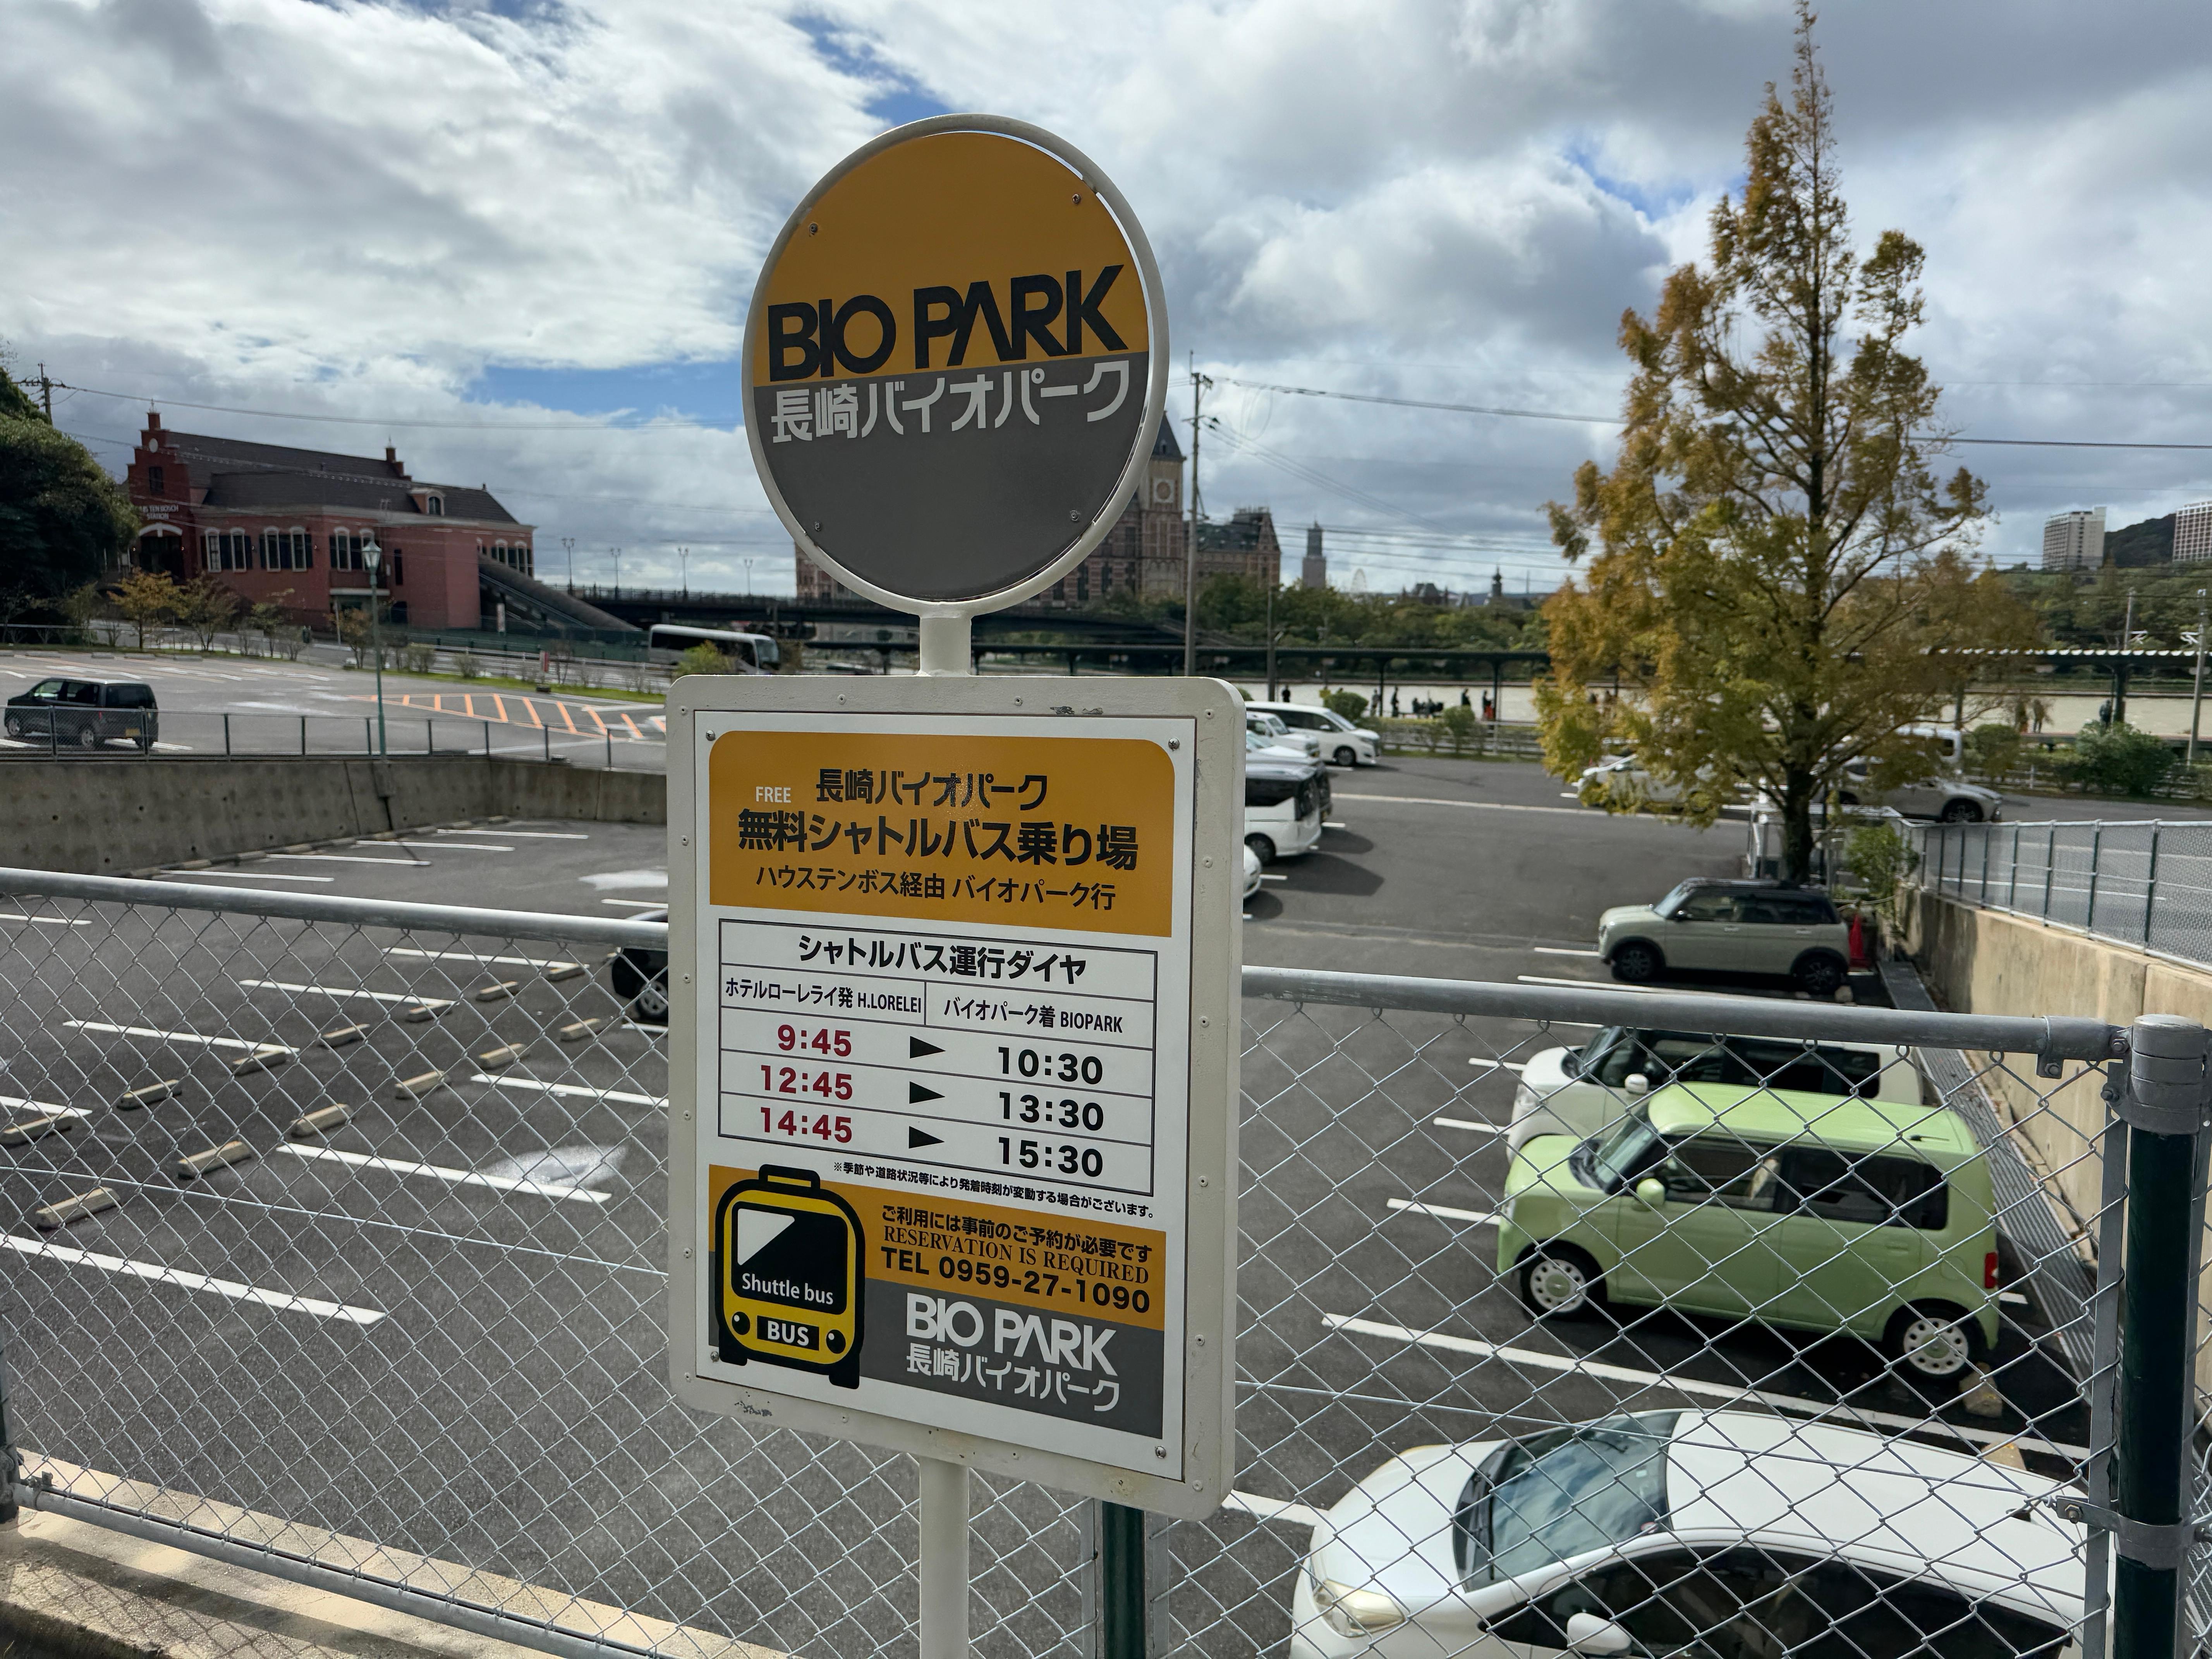 BIO PARK
長崎バイオパーク
HUIS TEN BOSCH
STATION
長崎バイオパーク
FREE
無料シャトルバス乗り場
ハウステンボス経由 バイオパーク行
シャトルバス運行ダイヤ
ホテルローレライ発 H.LORELEI バイオパーク着 BIOPARK
9:45 ▶ 10:30
12:45 ▶ 13:30
14:45 ▶ 15:30
※季節や道路状況等により発着時刻が変動する場合がございます。
ご利用には事前のご予約が必要です
RESERVATION IS REQUIRED
TEL 0959-27-1090
Shuttle bus
BUS
BIO PARK
長崎バイオパーク